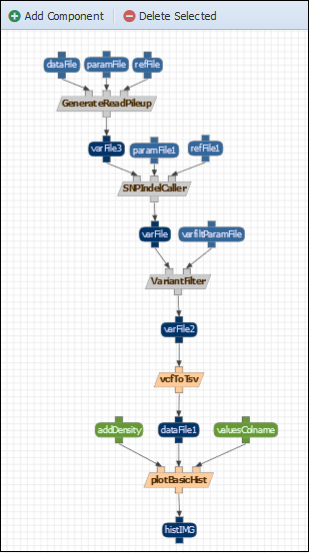 Add Component Delete Selected
dataFile paramFile refFile
GenerateReadPileup
varFile3 paramFile1 refFile1
SNPIndelCaller
varFile varfiltParamFile
VariantFilter
varFile2
vcfToTsv
addDensity dataFile1 valuesColname
plotBasicHist
histIMG